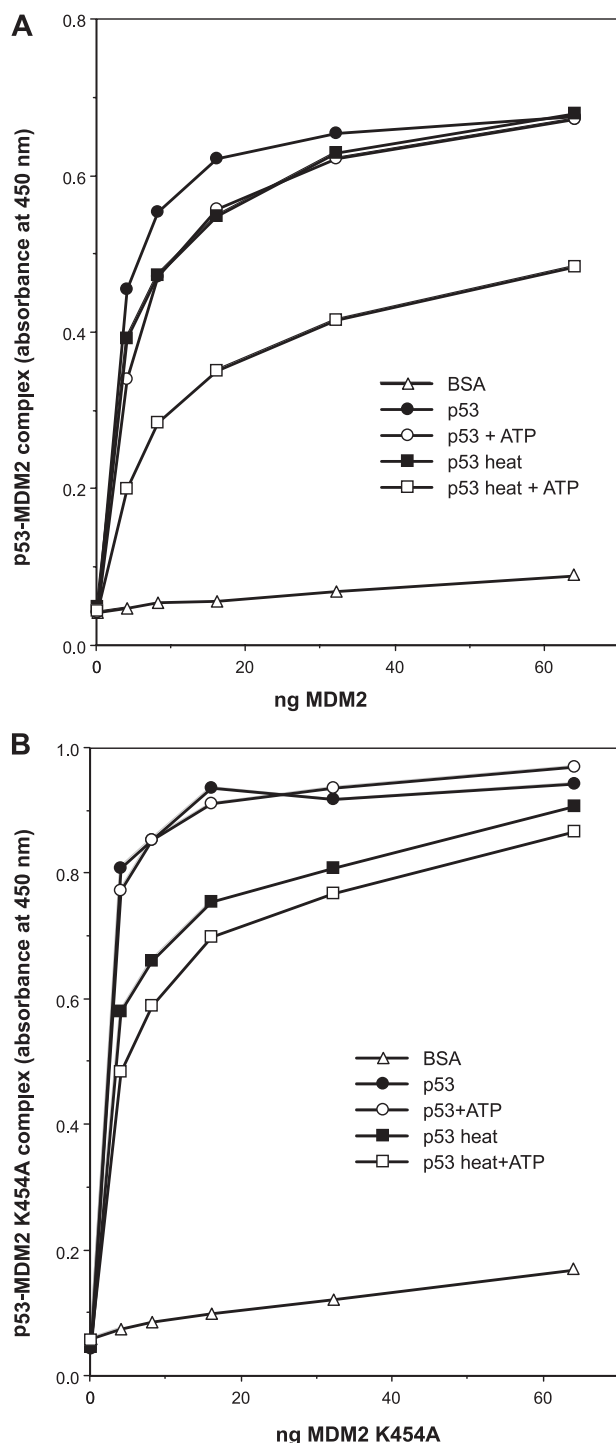 A
p53-MDM2 complex (absorbance at 450 nm)
0.8
0.6
0.4
0.2
0.0
BSA
p53
p53 + ATP
p53 heat
p53 heat + ATP
0
20
40
60
ng MDM2
B
p53-MDM2 K454A complex (absorbance at 450 nm)
1.0
0.8
0.6
0.4
0.2
0.0
BSA
p53
p53+ATP
p53 heat
p53 heat+ATP
0
20
40
60
ng MDM2 K454A